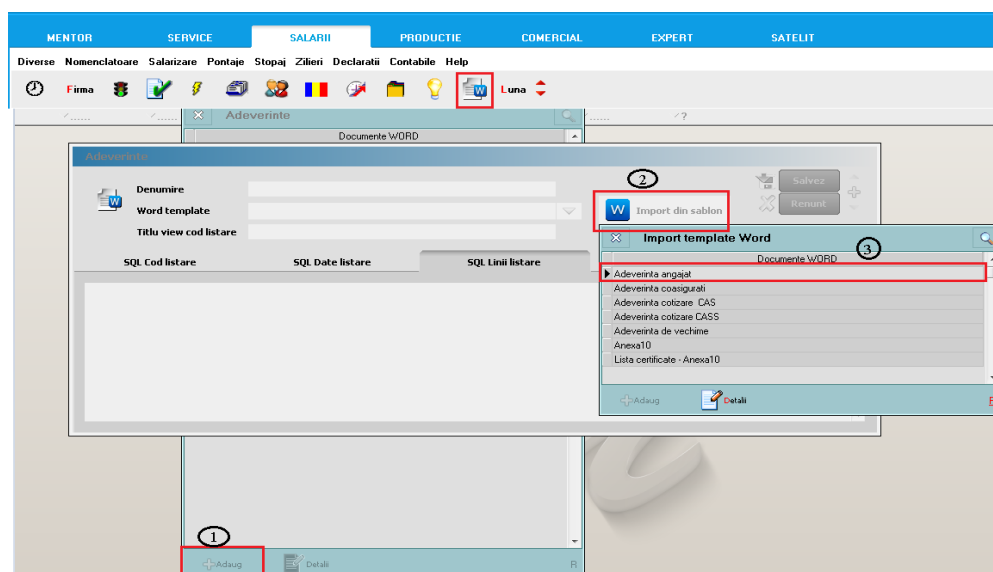 MENTOR SERVICE SALARII PRODUCTIE COMERCIAL EXPERT SATELIT
Diverse Nomenclatoare Salarizare Pontaje Stopaj Zilieri Declaratii Contabile Help
Firma Luna
Adeverinte
Documente WORD
Adeverinte
Denumire
Word template
Titlu view cod listare
2
W Import din sablon
Salvez
Renunt
SQL Cod listare SQL Date listare SQL Linii listare
Import template Word
3
Documente WORD
Adeverinta angajat
Adeverinta coasigurati
Adeverinta cotizare CAS
Adeverinta cotizare CASS
Adeverinta de vechime
Anexa10
Lista certificate - Anexa10
Adaug Detalii
1
Adaug Detalii R